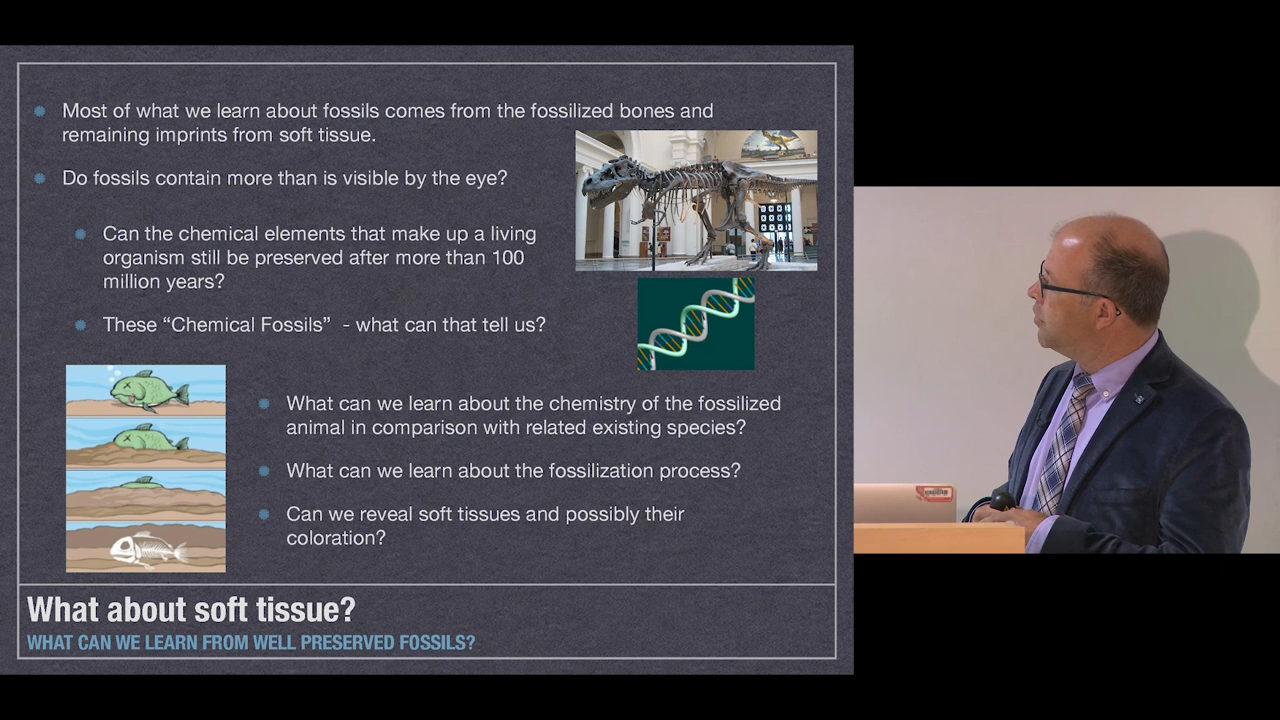 Most of what we learn about fossils comes from the fossilized bones and
remaining imprints from soft tissue.
Do fossils contain more than is visible by the eye?
Can the chemical elements that make up a living
organism still be preserved after more than 100
million years?
These “Chemical Fossils”  - what can that tell us?
What can we learn about the chemistry of the fossilized
animal in comparison with related existing species?
What can we learn about the fossilization process?
Can we reveal soft tissues and possibly their
coloration?
What about soft tissue?
WHAT CAN WE LEARN FROM WELL PRESERVED FOSSILS?